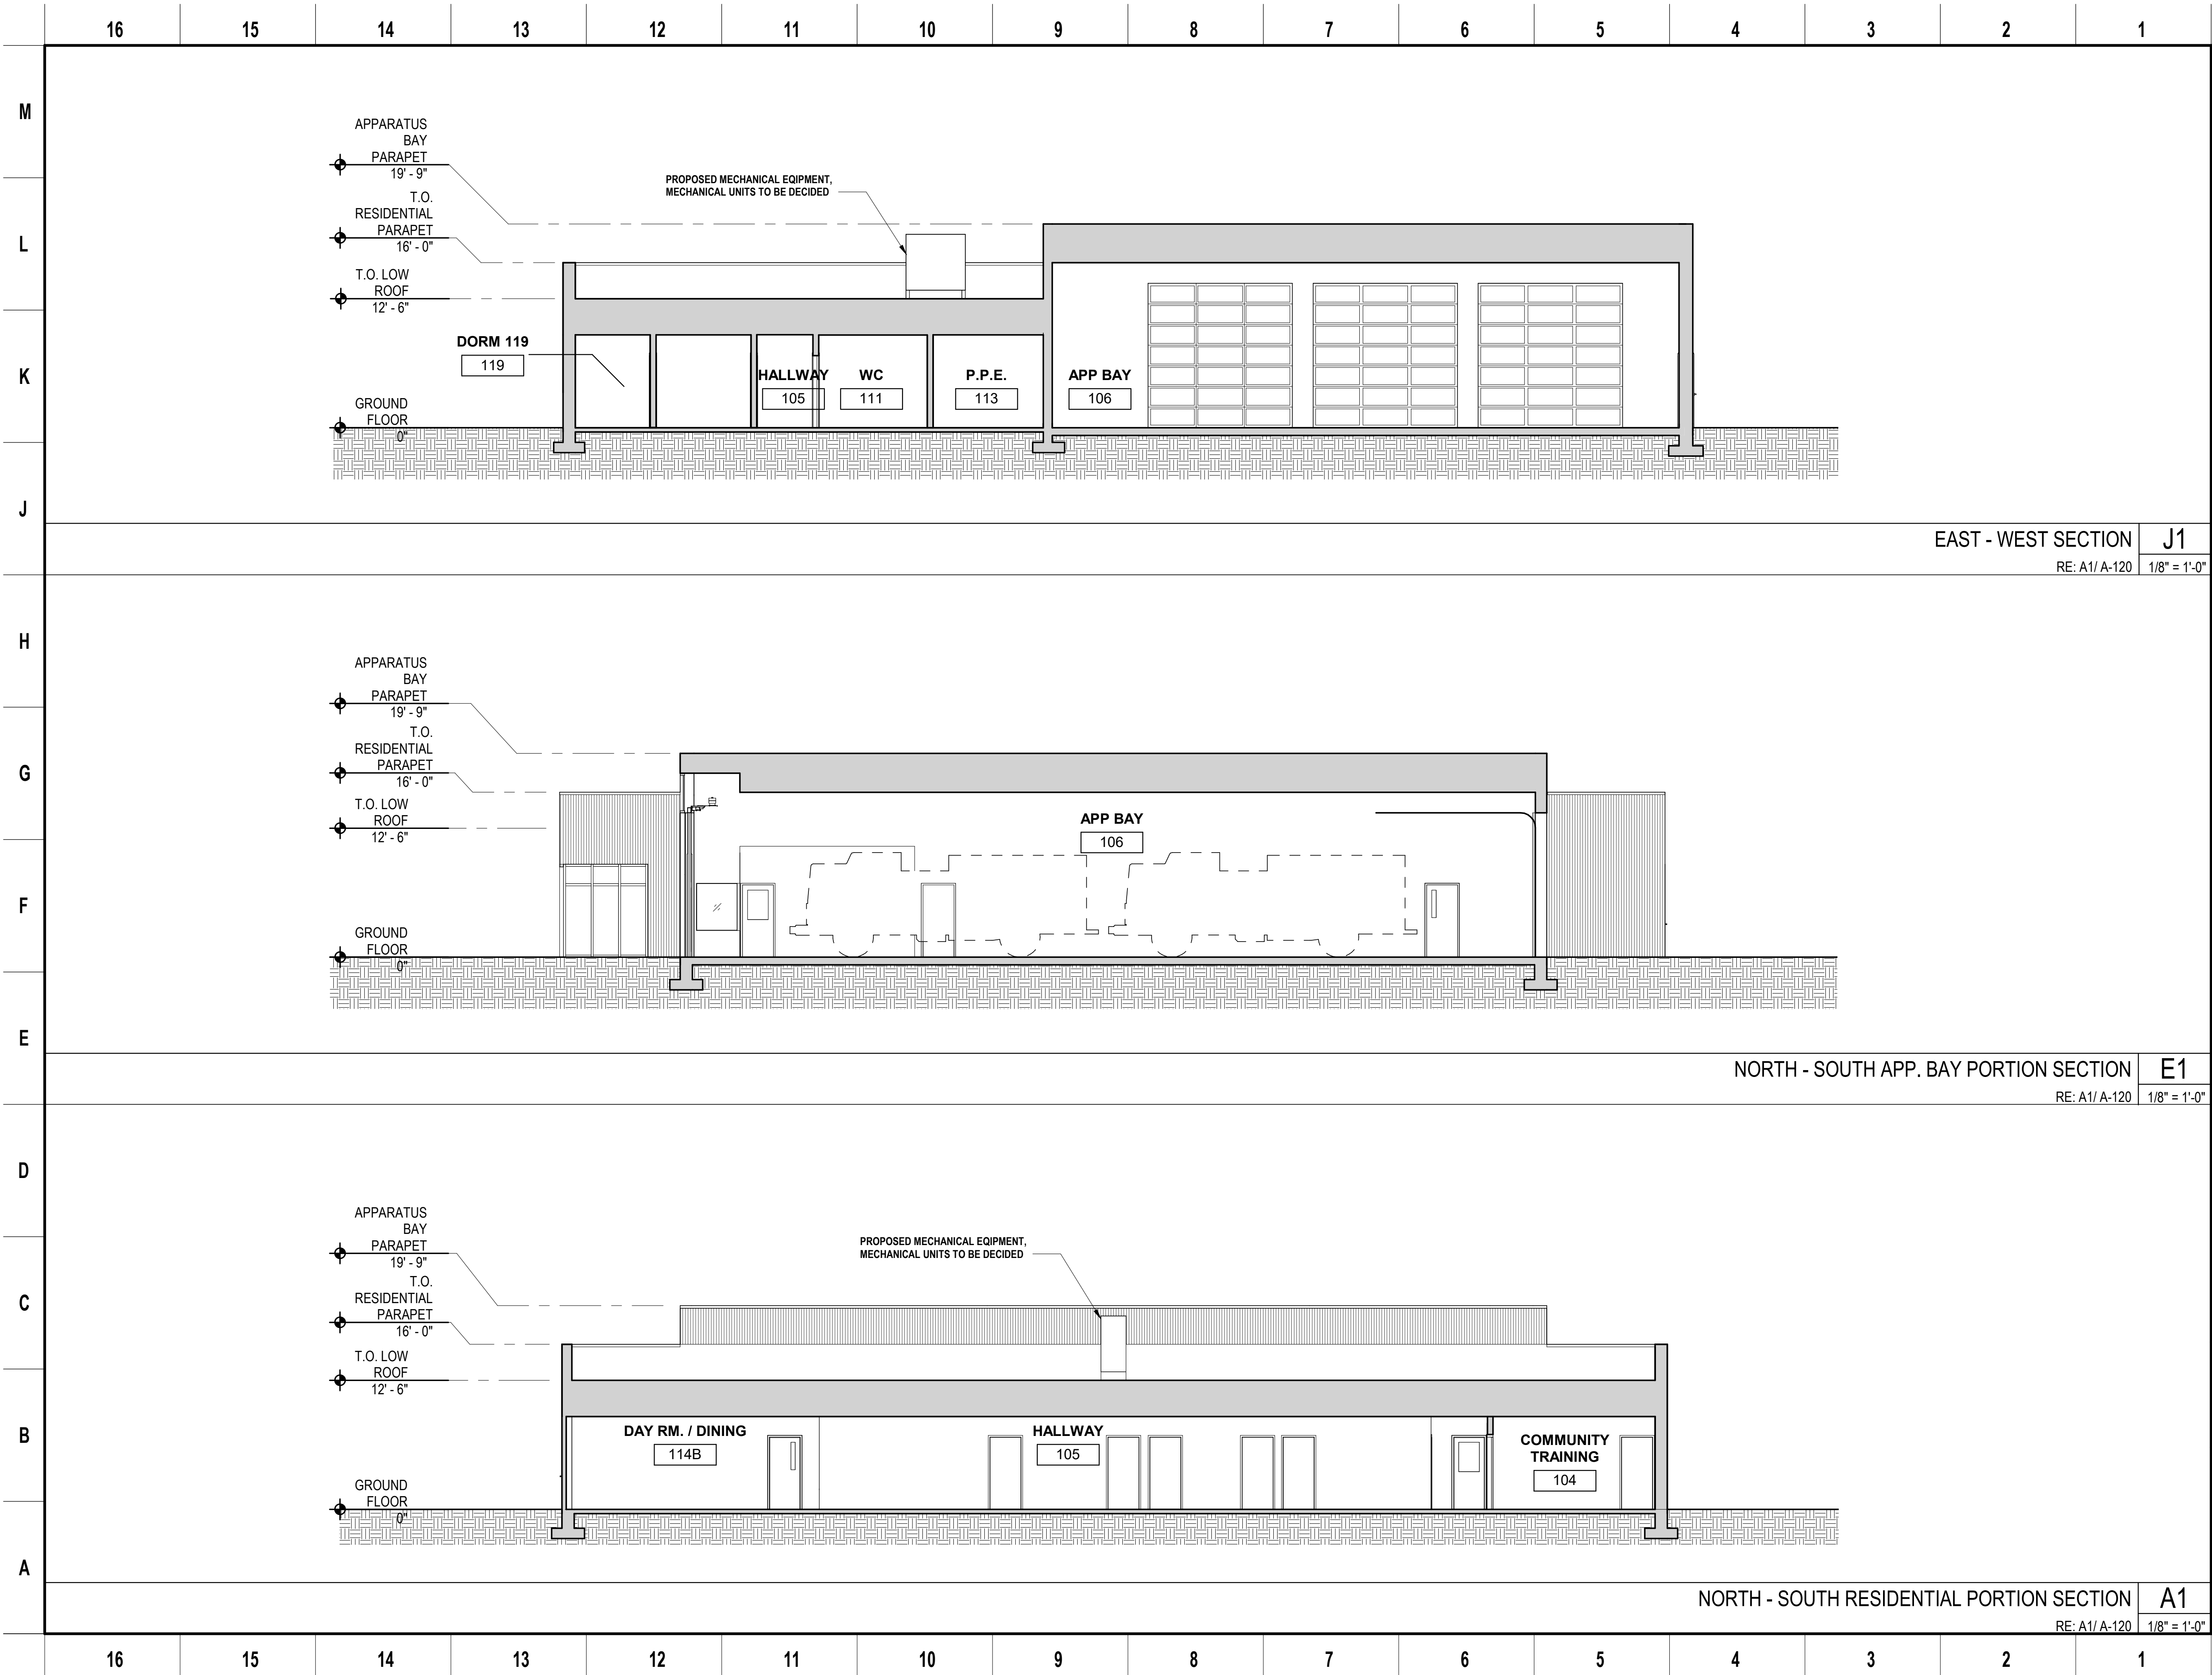 16 15 14 13 12 11 10 9 8 7 6 5 4 3 2 1
M
APPARATUS
BAY
PARAPET
19' - 9"
PROPOSED MECHANICAL EQIPMENT,
MECHANICAL UNITS TO BE DECIDED
T.O.
RESIDENTIAL
PARAPET
16' - 0"
L
T.O. LOW
ROOF
12' - 6"
DORM 119
119
K
HALLWAY
105
WC
111
P.P.E.
113
APP BAY
106
GROUND
FLOOR
0"
J
EAST - WEST SECTION
J1
RE: A1/ A-120
1/8" = 1'-0"
H
APPARATUS
BAY
PARAPET
19' - 9"
T.O.
RESIDENTIAL
PARAPET
16' - 0"
G
T.O. LOW
ROOF
12' - 6"
APP BAY
106
F
GROUND
FLOOR
0"
E
NORTH - SOUTH APP. BAY PORTION SECTION
E1
RE: A1/ A-120
1/8" = 1'-0"
D
APPARATUS
BAY
PARAPET
19' - 9"
PROPOSED MECHANICAL EQIPMENT,
MECHANICAL UNITS TO BE DECIDED
T.O.
RESIDENTIAL
PARAPET
16' - 0"
C
T.O. LOW
ROOF
12' - 6"
B
DAY RM. / DINING
114B
HALLWAY
105
COMMUNITY
TRAINING
104
GROUND
FLOOR
0"
A
NORTH - SOUTH RESIDENTIAL PORTION SECTION
A1
RE: A1/ A-120
1/8" = 1'-0"
16 15 14 13 12 11 10 9 8 7 6 5 4 3 2 1